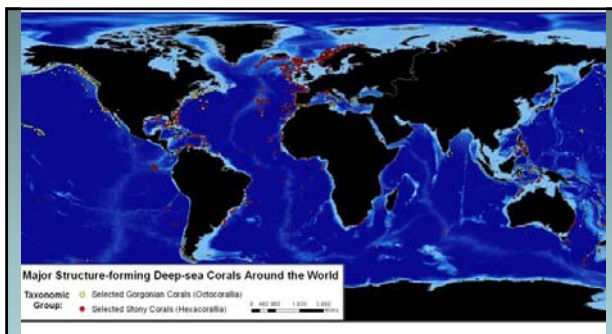 Major Structure-forming Deep-sea Corals Around the World
Taxonomic Group:
Selected Gorgonian Corals (Octocorallia)
Selected Stony Corals (Hexacorallia)
Miles